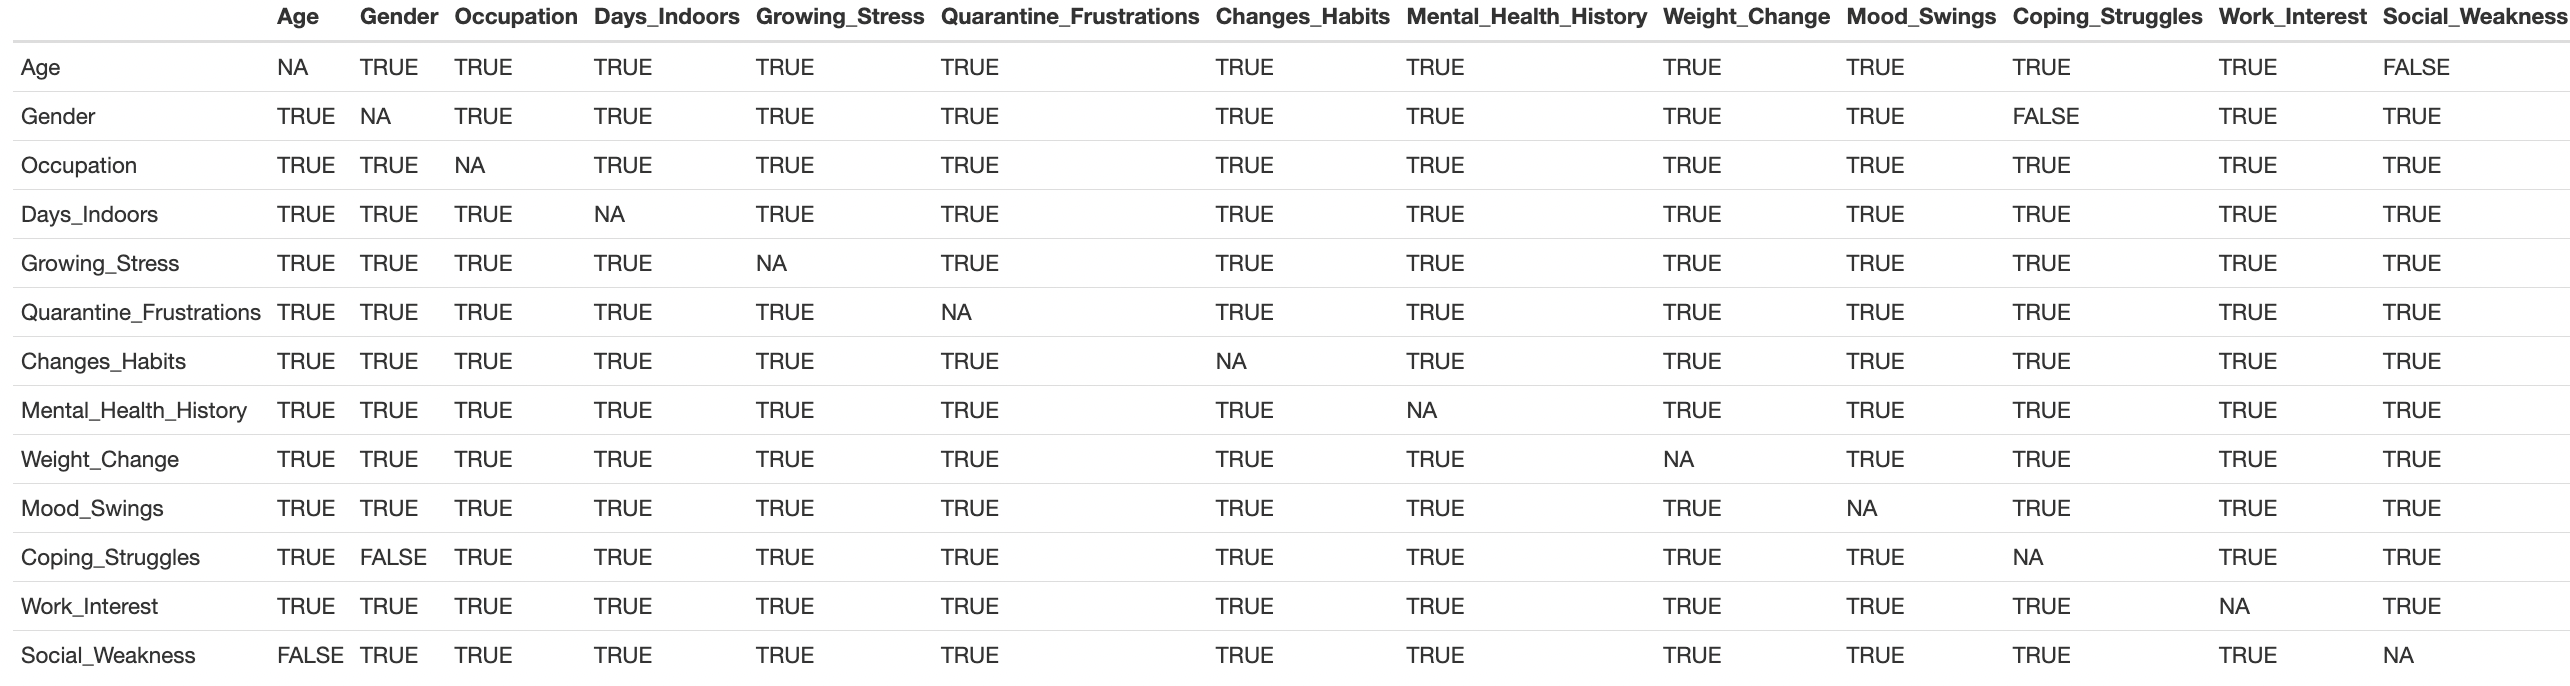 Age Gender Occupation Days_Indoors Growing_Stress Quarantine_Frustrations Changes_Habits Mental_Health_History Weight_Change Mood_Swings Coping_Struggles Work_Interest Social_Weakness
Age NA TRUE TRUE TRUE TRUE TRUE TRUE TRUE TRUE TRUE TRUE TRUE FALSE
Gender TRUE NA TRUE TRUE TRUE TRUE TRUE TRUE TRUE TRUE FALSE TRUE TRUE
Occupation TRUE TRUE NA TRUE TRUE TRUE TRUE TRUE TRUE TRUE TRUE TRUE TRUE
Days_Indoors TRUE TRUE TRUE NA TRUE TRUE TRUE TRUE TRUE TRUE TRUE TRUE TRUE
Growing_Stress TRUE TRUE TRUE TRUE NA TRUE TRUE TRUE TRUE TRUE TRUE TRUE TRUE
Quarantine_Frustrations TRUE TRUE TRUE TRUE TRUE NA TRUE TRUE TRUE TRUE TRUE TRUE TRUE
Changes_Habits TRUE TRUE TRUE TRUE TRUE TRUE NA TRUE TRUE TRUE TRUE TRUE TRUE
Mental_Health_History TRUE TRUE TRUE TRUE TRUE TRUE TRUE NA TRUE TRUE TRUE TRUE TRUE
Weight_Change TRUE TRUE TRUE TRUE TRUE TRUE TRUE TRUE NA TRUE TRUE TRUE TRUE
Mood_Swings TRUE TRUE TRUE TRUE TRUE TRUE TRUE TRUE TRUE NA TRUE TRUE TRUE
Coping_Struggles TRUE FALSE TRUE TRUE TRUE TRUE TRUE TRUE TRUE TRUE NA TRUE TRUE
Work_Interest TRUE TRUE TRUE TRUE TRUE TRUE TRUE TRUE TRUE TRUE TRUE NA TRUE
Social_Weakness FALSE TRUE TRUE TRUE TRUE TRUE TRUE TRUE TRUE TRUE TRUE TRUE NA